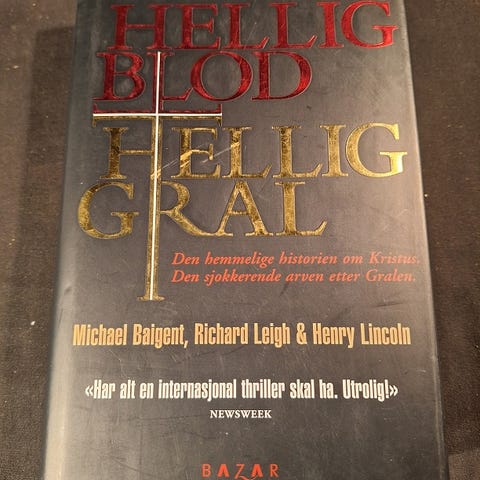 HELLIG
BLOD
HELLIG
GRAL
Den hemmelige historien om Kristus.
Den sjokkerende arven etter Gralen.
Michael Baigent, Richard Leigh & Henry Lincoln
«Har alt en internasjonal thriller skal ha. Utrolig!»
NEWSWEEK
BAZAR